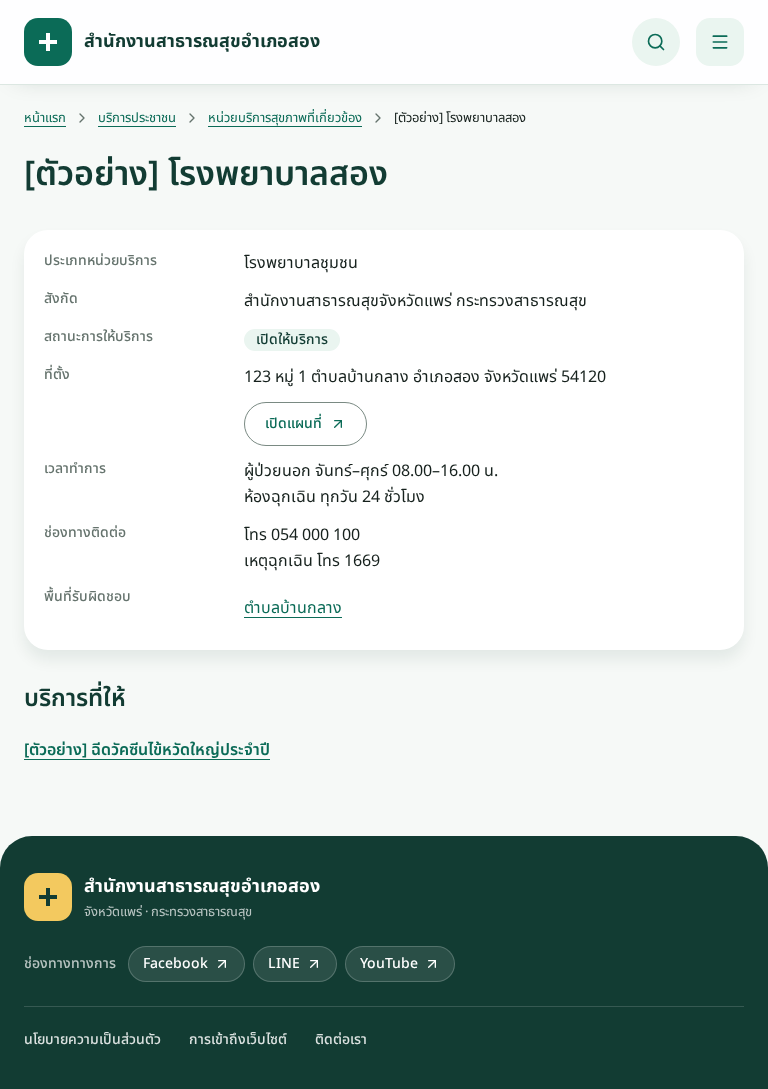 สำนักงานสาธารณสุขอำเภอสอง
หน้าแรก
บริการประชาชน
หน่วยบริการสุขภาพที่เกี่ยวข้อง
[ตัวอย่าง] โรงพยาบาลสอง
[ตัวอย่าง] โรงพยาบาลสอง
ประเภทหน่วยบริการ
โรงพยาบาลชุมชน
สังกัด
สำนักงานสาธารณสุขจังหวัดแพร่ กระทรวงสาธารณสุข
สถานะการให้บริการ
เปิดให้บริการ
ที่ตั้ง
123 หมู่ 1 ตำบลบ้านกลาง อำเภอสอง จังหวัดแพร่ 54120
เปิดแผนที่
เวลาทำการ
ผู้ป่วยนอก จันทร์–ศุกร์ 08.00–16.00 น.
ห้องฉุกเฉิน ทุกวัน 24 ชั่วโมง
ช่องทางติดต่อ
โทร 054 000 100
เหตุฉุกเฉิน โทร 1669
พื้นที่รับผิดชอบ
ตำบลบ้านกลาง
บริการที่ให้
[ตัวอย่าง] ฉีดวัคซีนไข้หวัดใหญ่ประจำปี
สำนักงานสาธารณสุขอำเภอสอง
จังหวัดแพร่ · กระทรวงสาธารณสุข
ช่องทางทางการ
Facebook
LINE
YouTube
นโยบายความเป็นส่วนตัว
การเข้าถึงเว็บไซต์
ติดต่อเรา